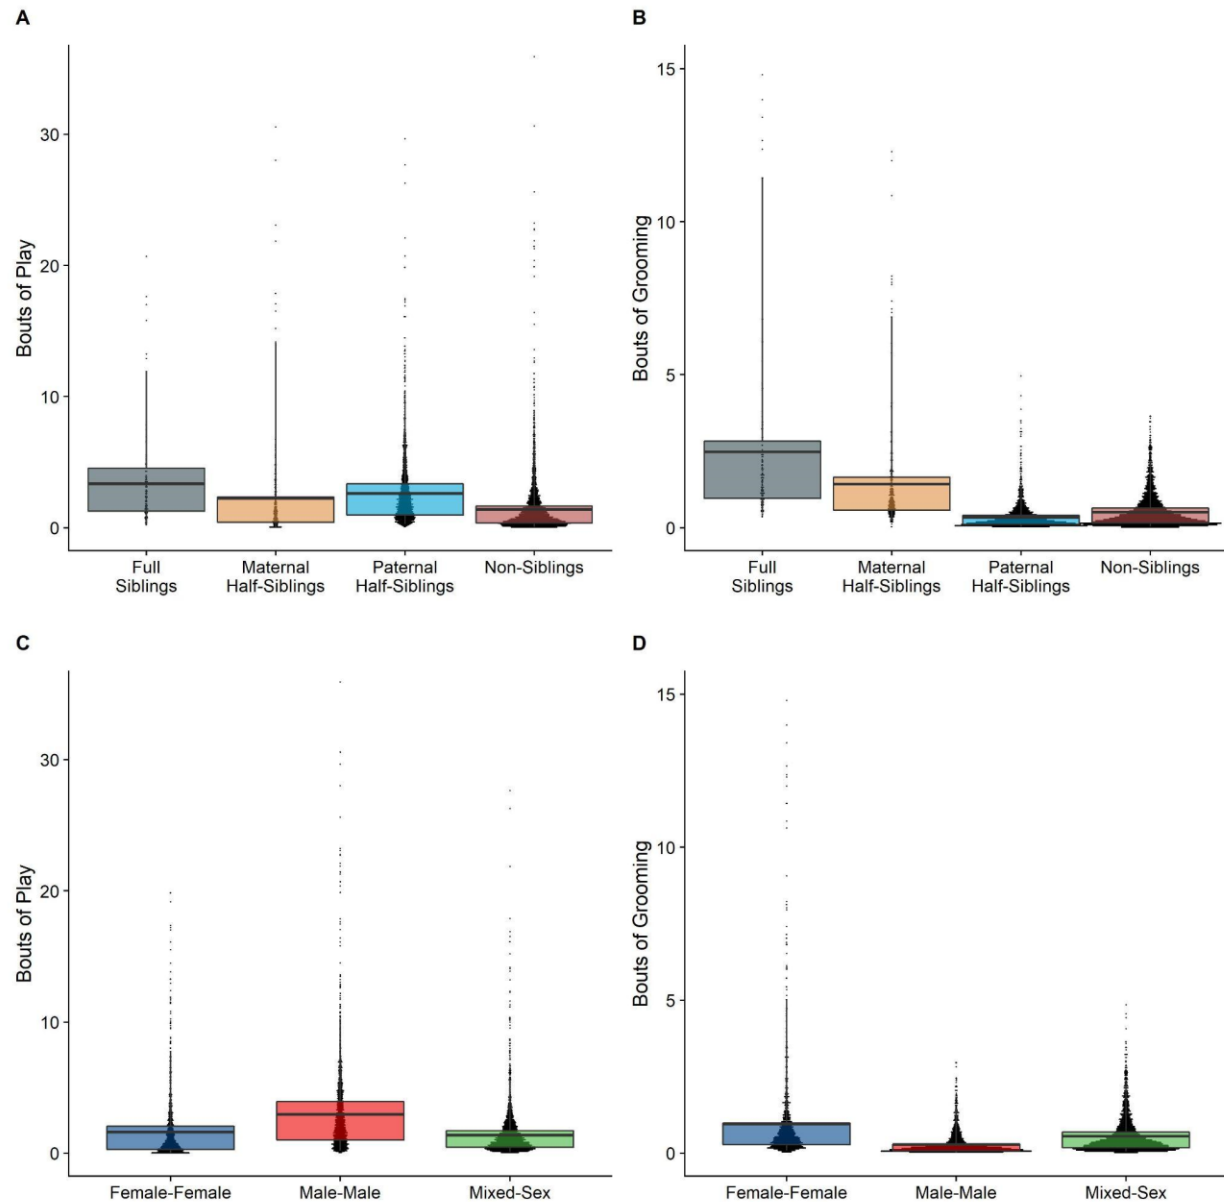 A
Bouts of Play
30
20
10
0
Full
Siblings
Maternal
Half-Siblings
Paternal
Half-Siblings
Non-Siblings
B
Bouts of Grooming
15
10
5
0
Full
Siblings
Maternal
Half-Siblings
Paternal
Half-Siblings
Non-Siblings
C
Bouts of Play
30
20
10
0
Female-Female
Male-Male
Mixed-Sex
D
Bouts of Grooming
15
10
5
0
Female-Female
Male-Male
Mixed-Sex